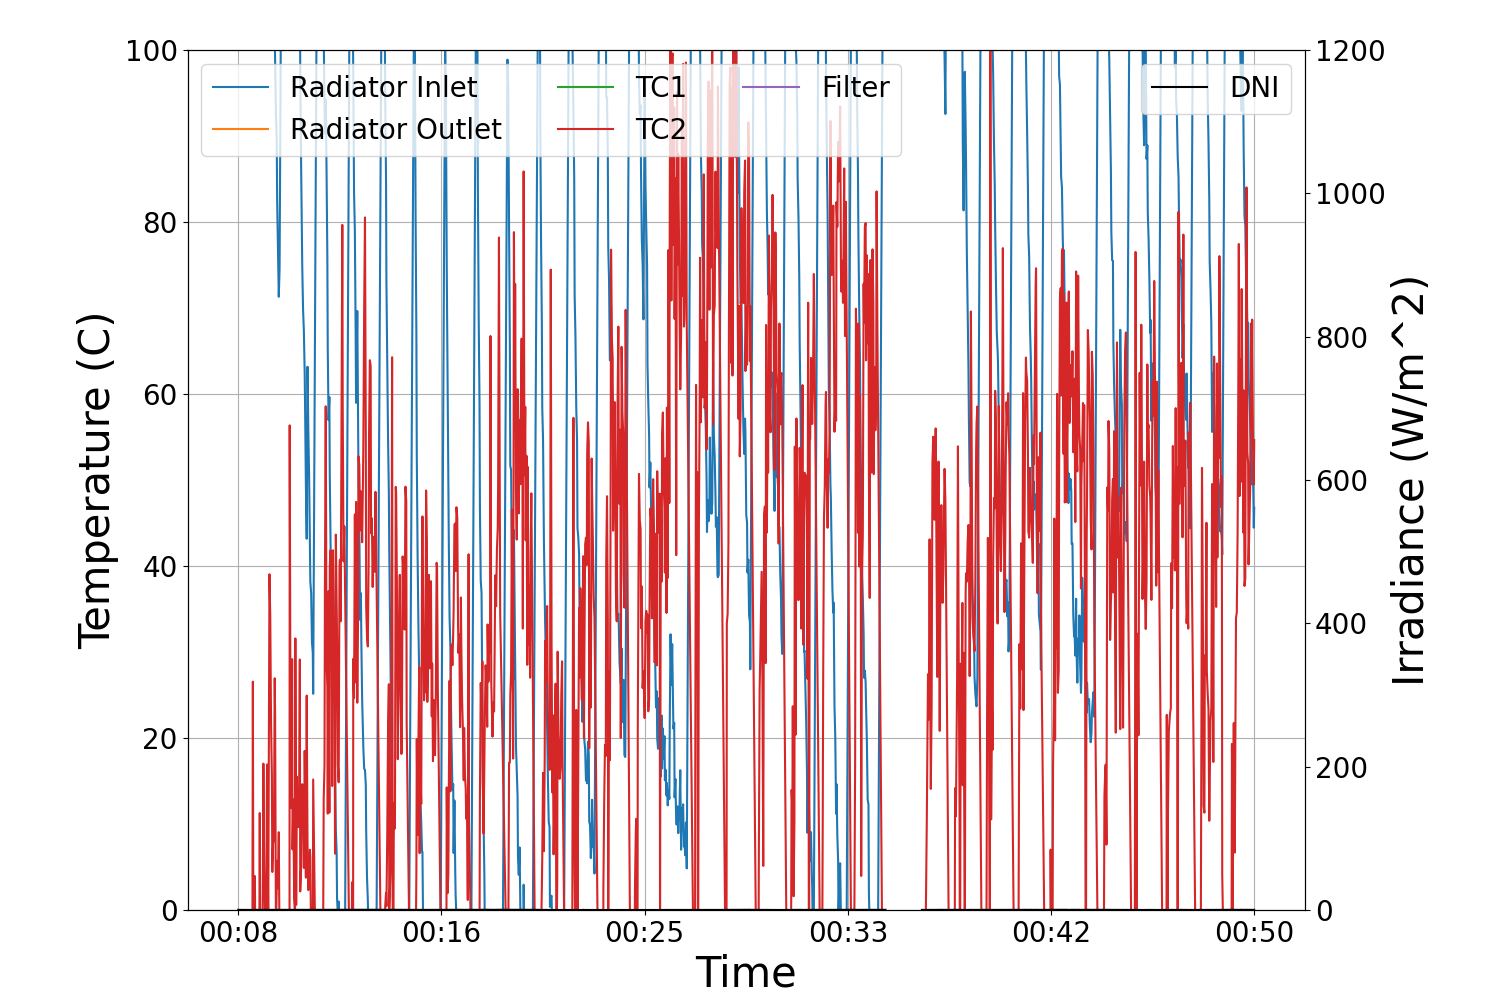 100
80
60
40
20
0
Temperature (C)
Radiator Inlet
Radiator Outlet
TC1
TC2
Filter
DNI
1200
1000
800
600
400
200
0
Irradiance (W/m^2)
00:08 00:16 00:25 00:33 00:42 00:50
Time